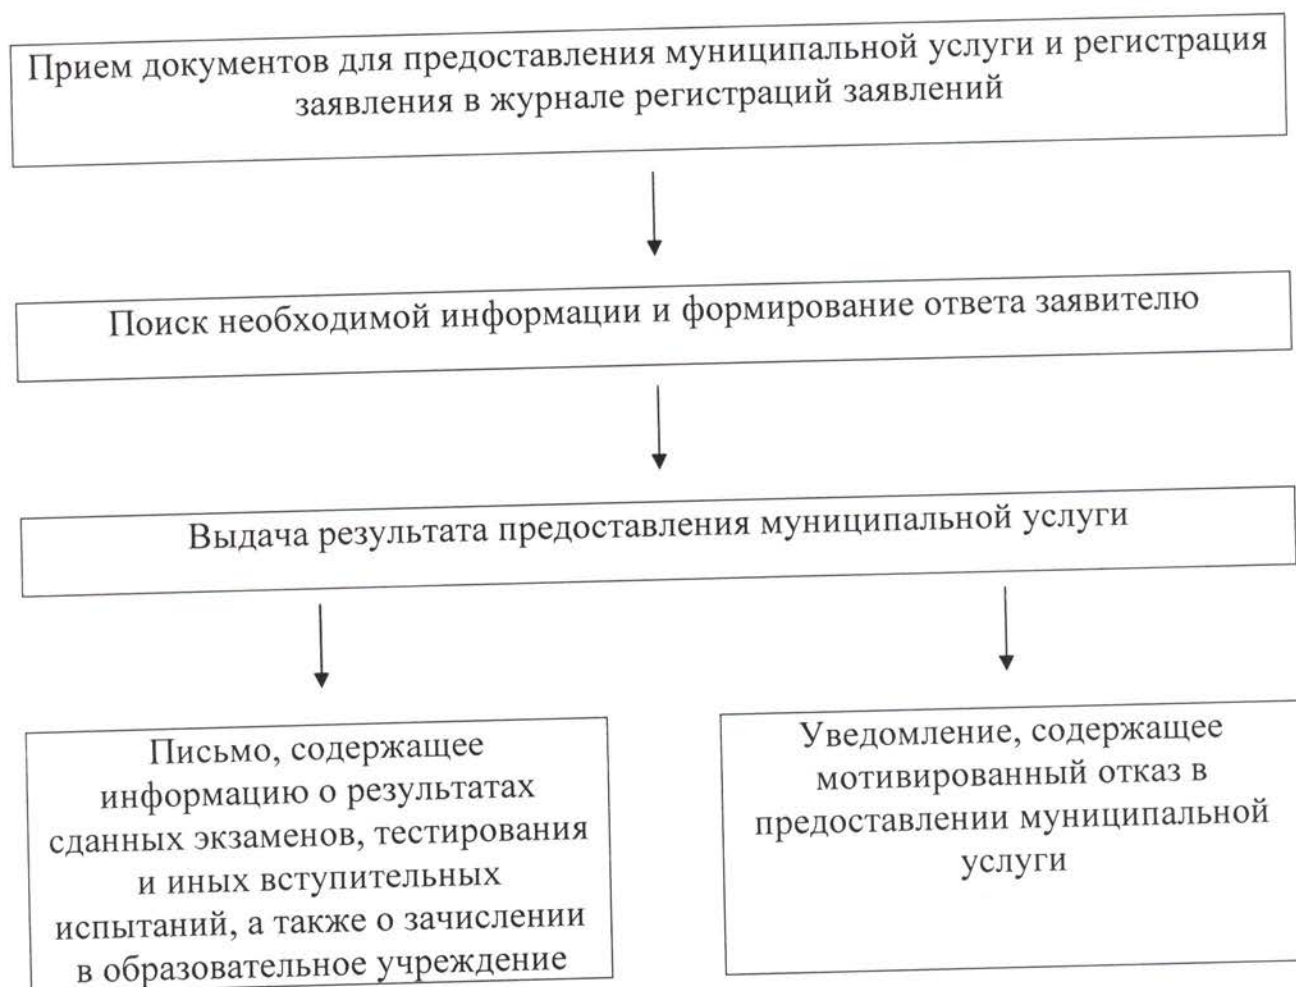 Прием документов для предоставления муниципальной услуги и регистрация
заявления в журнале регистраций заявлений
Поиск необходимой информации и формирование ответа заявителю
Выдача результата предоставления муниципальной услуги
Письмо, содержащее
информацию о результатах
сданных экзаменов, тестирования
и иных вступительных
испытаний, а также о зачислении
в образовательное учреждение
Уведомление, содержащее
мотивированный отказ в
предоставлении муниципальной
услуги